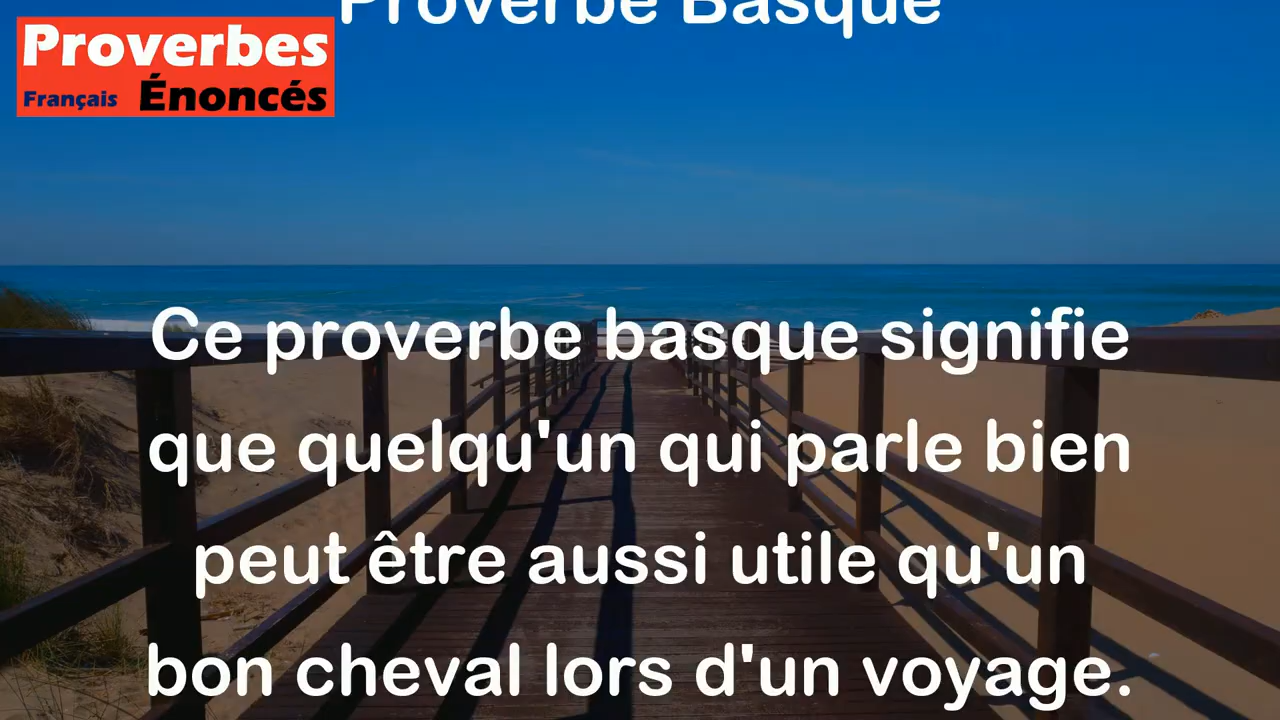 Proverbe Basque
Proverbes
Français Énoncés
Ce proverbe basque signifie
que quelqu'un qui parle bien
peut être aussi utile qu'un
bon cheval lors d'un voyage.